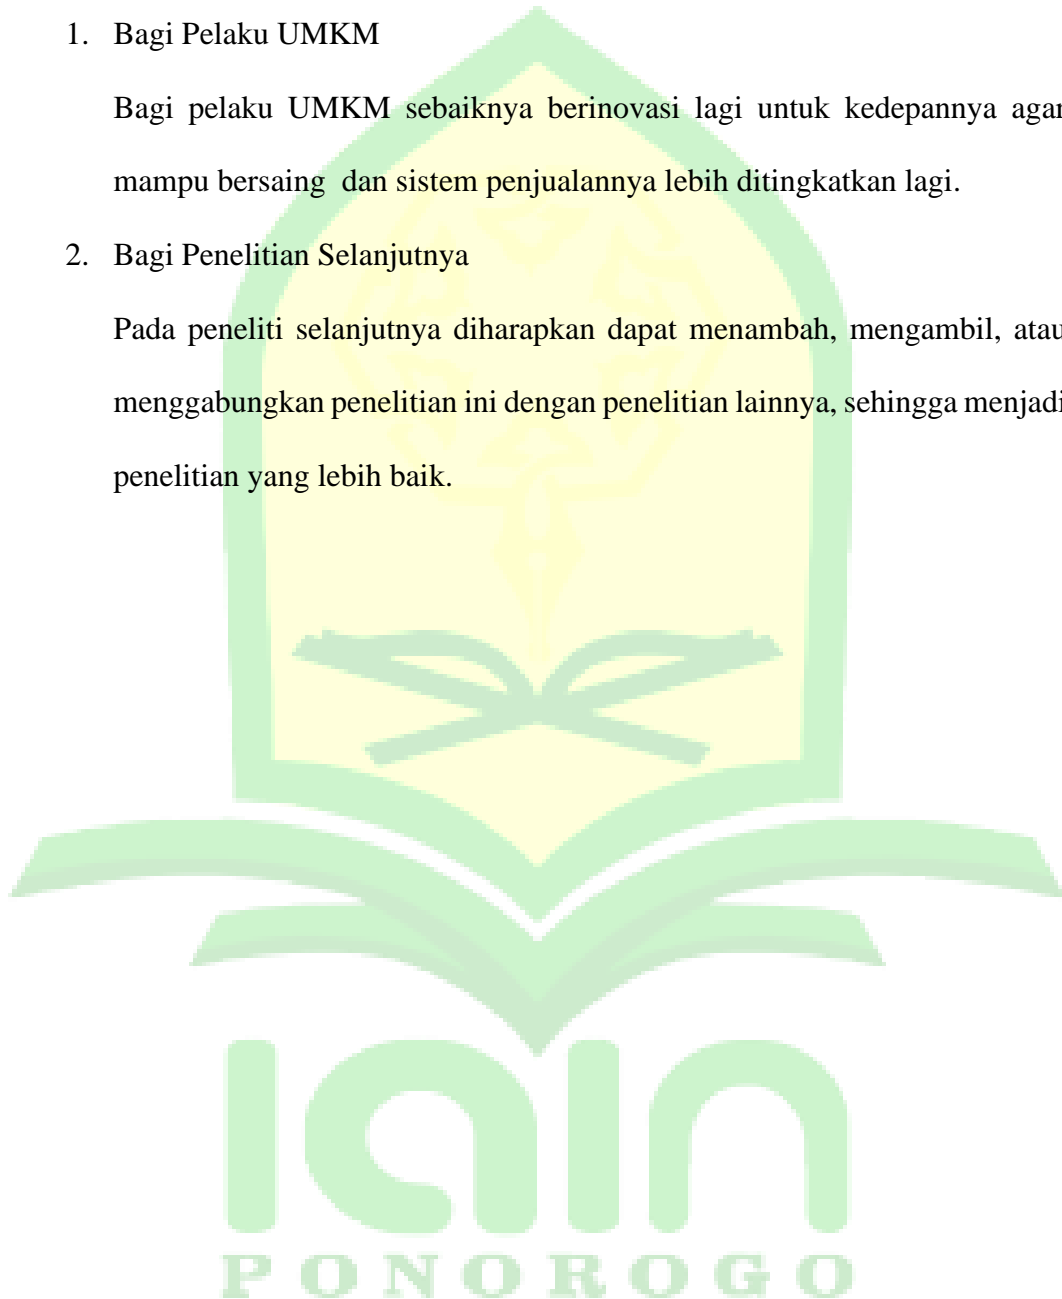 1. Bagi Pelaku UMKM
Bagi pelaku UMKM sebaiknya berinovasi lagi untuk kedepannya agar
mampu bersaing dan sistem penjualannya lebih ditingkatkan lagi.
2. Bagi Penelitian Selanjutnya
Pada peneliti selanjutnya diharapkan dapat menambah, mengambil, atau
menggabungkan penelitian ini dengan penelitian lainnya, sehingga menjadi
penelitian yang lebih baik.
IAIN
PONOROGO